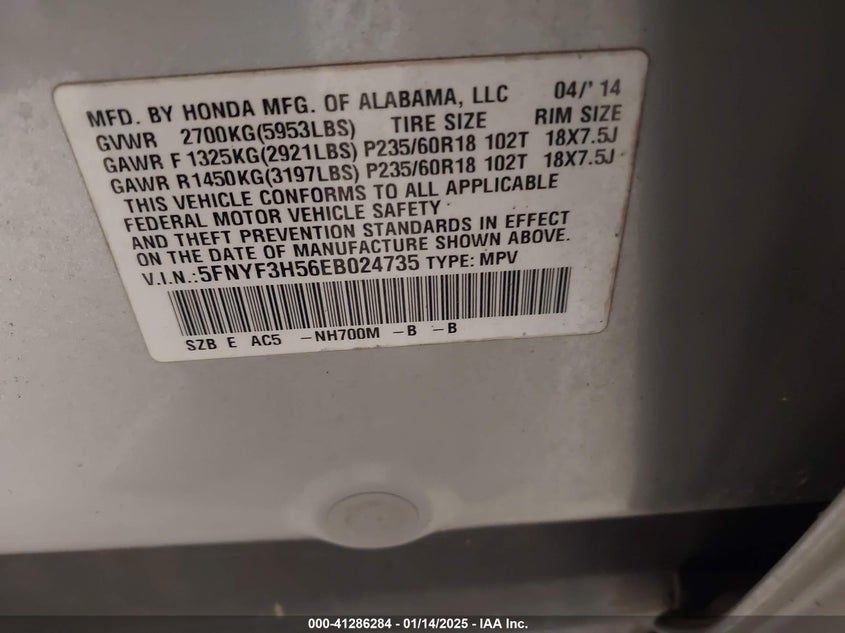 MFD. BY HONDA MFG. OF ALABAMA, LLC 04/' 14
GVWR 2700KG(5953LBS) TIRE SIZE RIM SIZE
GAWR F 1325KG(2921LBS) P235/60R18 102T 18X7.5J
GAWR R1450KG(3197LBS) P235/60R18 102T 18X7.5J
THIS VEHICLE CONFORMS TO ALL APPLICABLE
FEDERAL MOTOR VEHICLE SAFETY
AND THEFT PREVENTION STANDARDS IN EFFECT
ON THE DATE OF MANUFACTURE SHOWN ABOVE.
V.I.N.:5FNYF3H56EB024735 TYPE: MPV
SZB E AC5 -NH700M -B -B
000-41286284 - 01/14/2025 - IAA Inc.